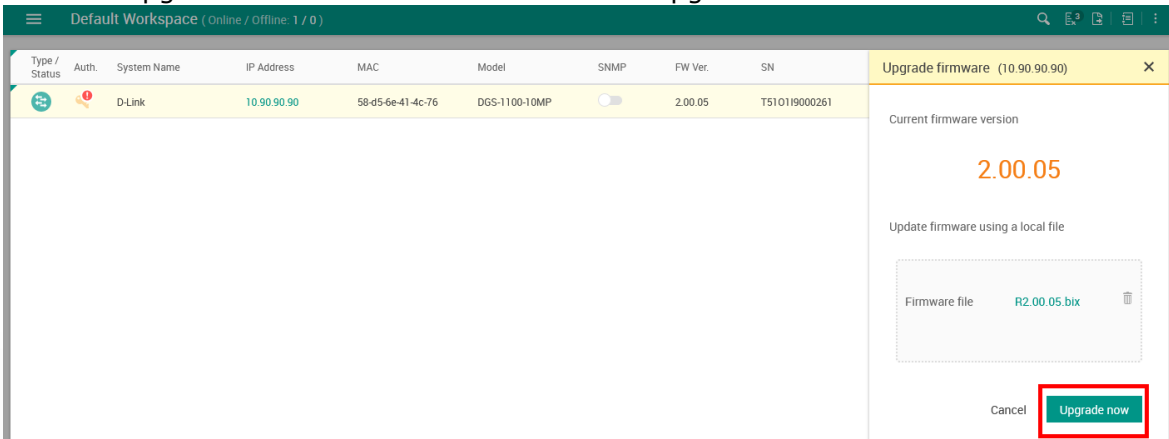 Default Workspace ( Online / Offline: 1 / 0 )
3
Type / Status Auth. System Name IP Address MAC Model SNMP FW Ver. SN
D-Link 10.90.90.90 58-d5-6e-41-4c-76 DGS-1100-10MP 2.00.05 T51O1I9000261
Upgrade firmware (10.90.90.90)
Current firmware version
2.00.05
Update firmware using a local file
Firmware file R2.00.05.bix
Cancel Upgrade now